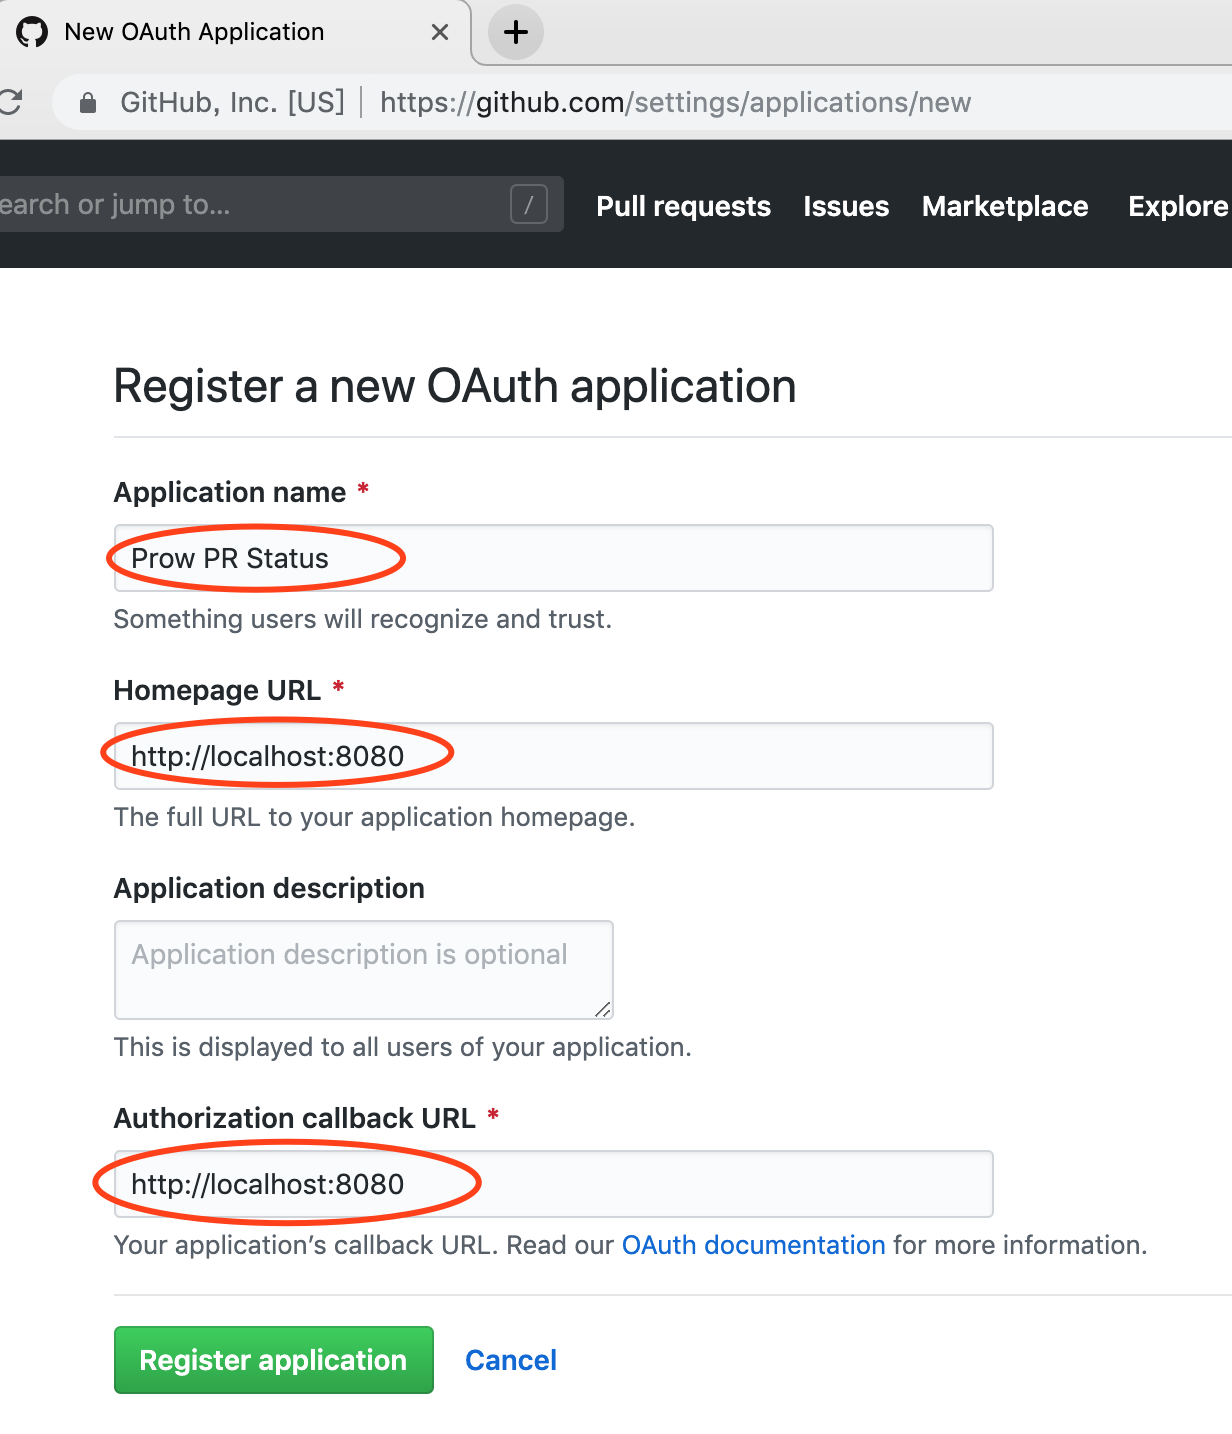 New OAuth Application
GitHub, Inc. [US] | https://github.com/settings/applications/new
earch or jump to... /
Pull requests Issues Marketplace Explore
Register a new OAuth application
Application name *
Prow PR Status
Something users will recognize and trust.
Homepage URL *
http://localhost:8080
The full URL to your application homepage.
Application description
Application description is optional
This is displayed to all users of your application.
Authorization callback URL *
http://localhost:8080
Your application’s callback URL. Read our OAuth documentation for more information.
Register application Cancel